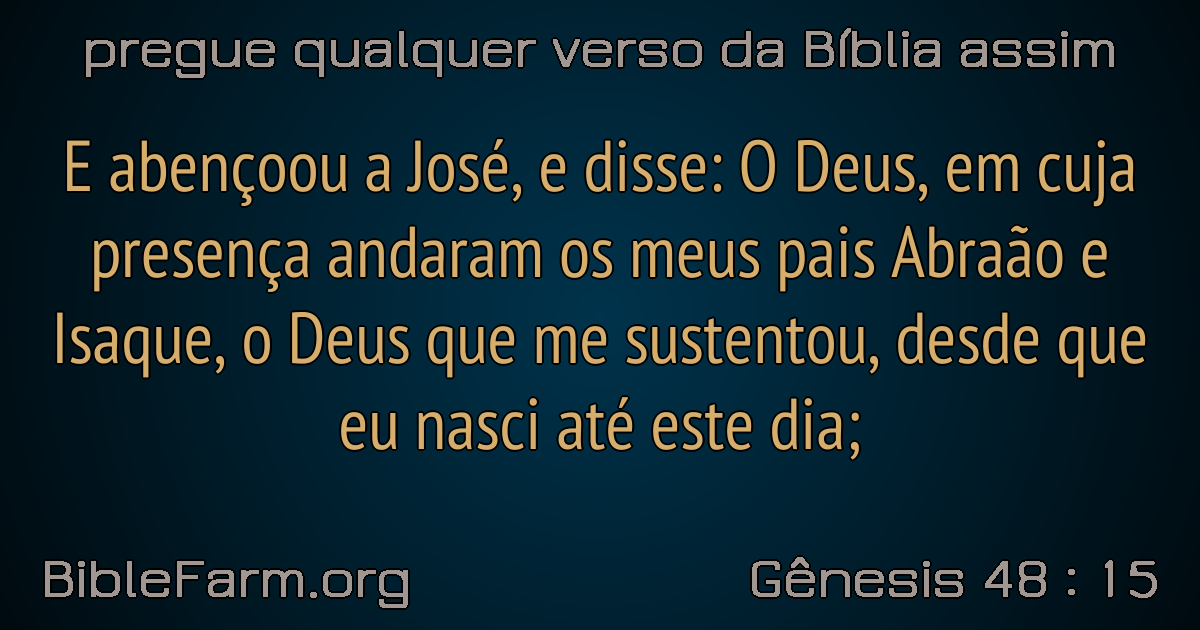 pregue qualquer verso da Bíblia assim
E abençoou a José, e disse: O Deus, em cuja
presença andaram os meus pais Abraão e
Isaque, o Deus que me sustentou, desde que
eu nasci até este dia;
BibleFarm.org
Gênesis 48 : 15